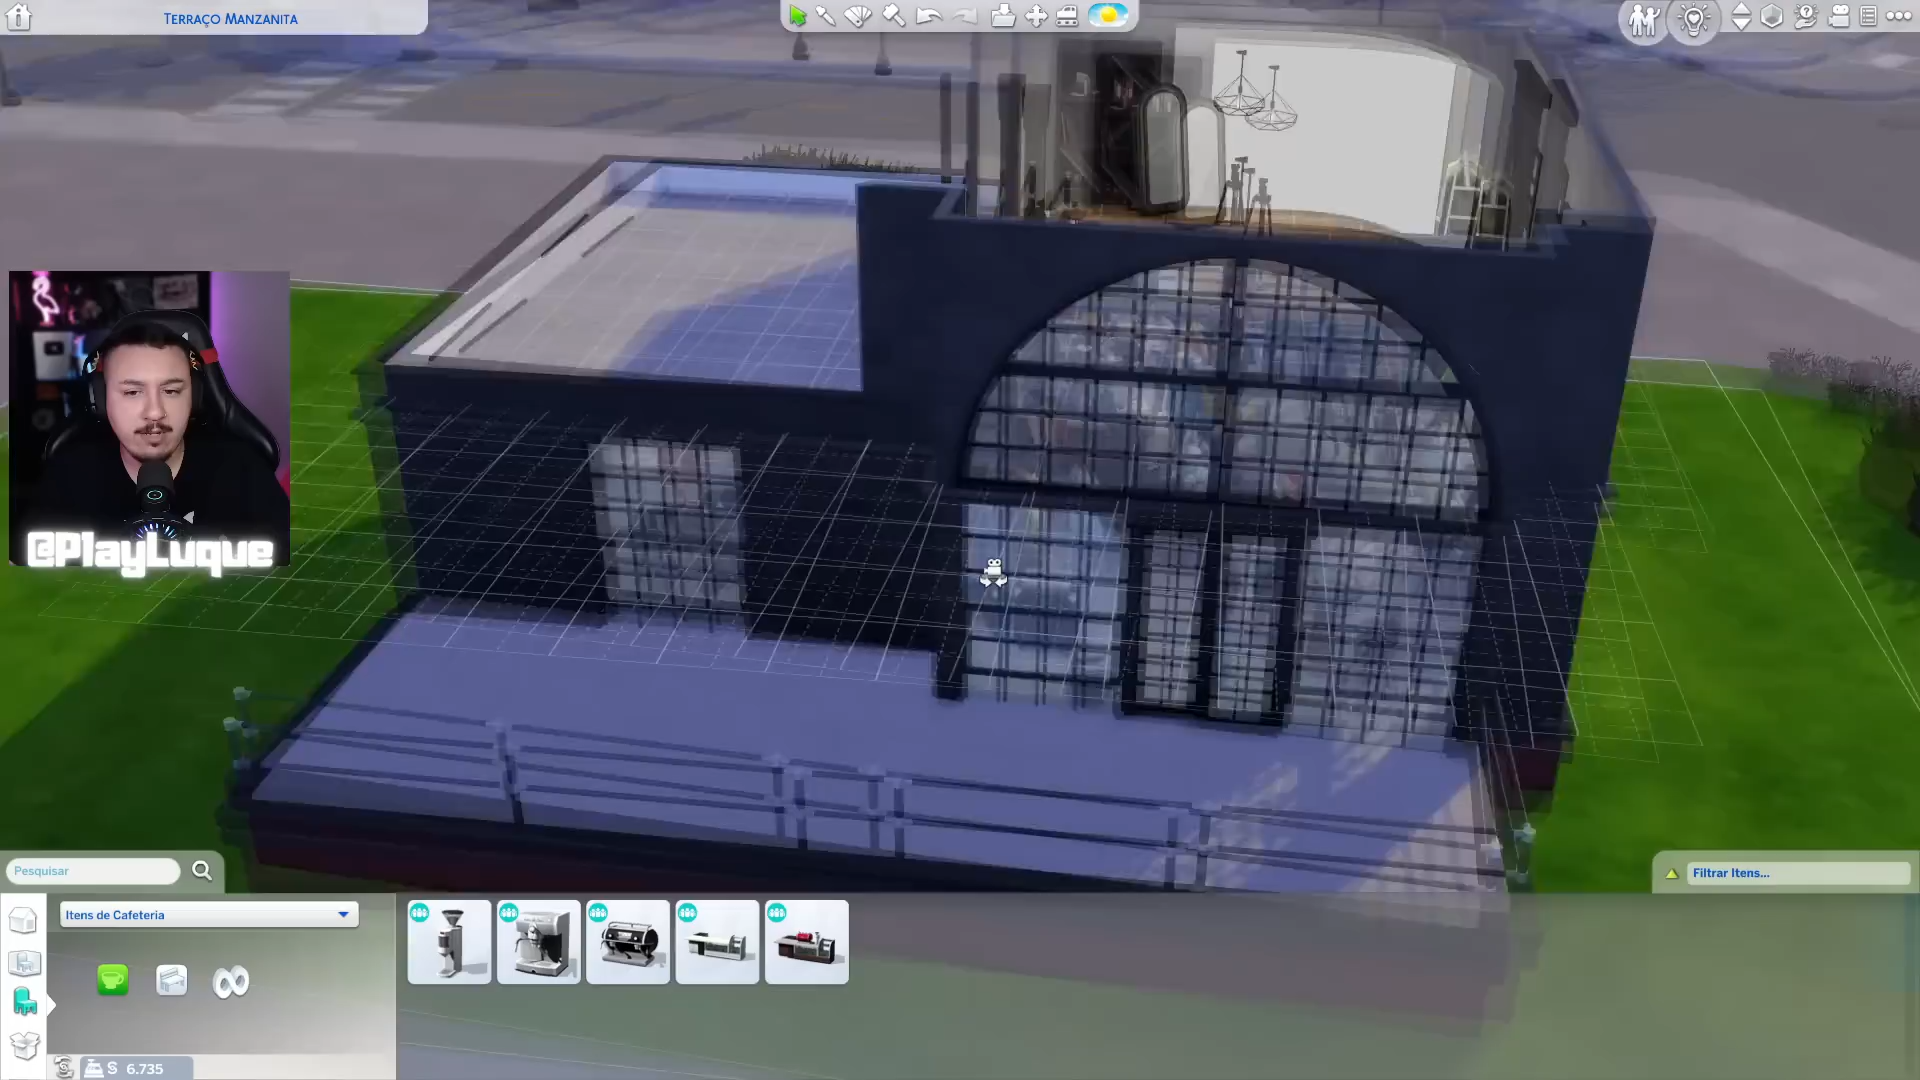 TERRAÇO MANZANITA
@PlayLuque
Pesquisar
Filtrar Itens...
Itens de Cafeteria
§ 6.735